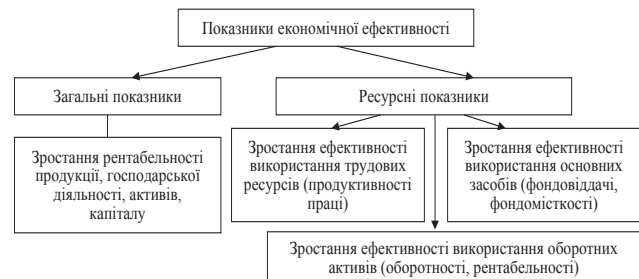 Показники економічної ефективності
Загальні показники
Ресурсні показники
Зростання рентабельності
продукції, господарської
діяльності, активів,
капіталу
Зростання ефективності
використання трудових
ресурсів (продуктивності
праці)
Зростання ефективності
використання основних
засобів (фондовіддачі,
фондомісткості)
Зростання ефективності використання оборотних
активів (оборотності, рентабельності)